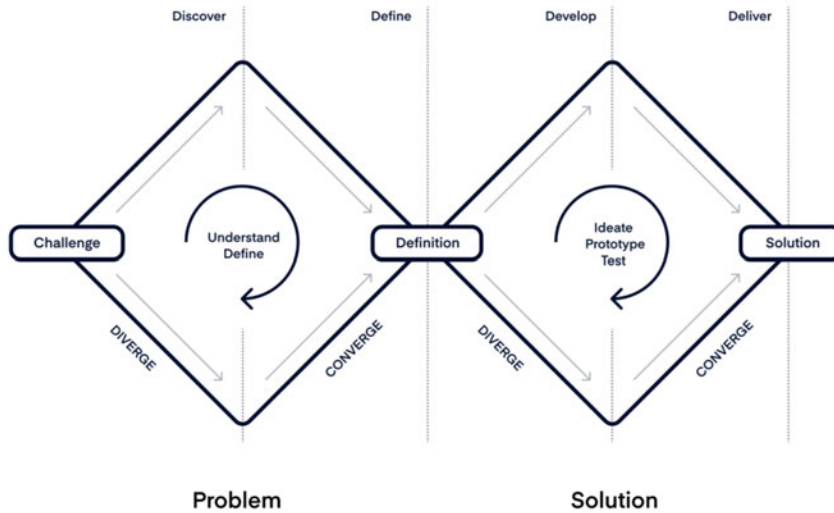 Discover
Define
Develop
Deliver
Challenge
Understand
Define
Definition
Ideate
Prototype
Test
Solution
DIVERGE
CONVERGE
DIVERGE
CONVERGE
Problem
Solution